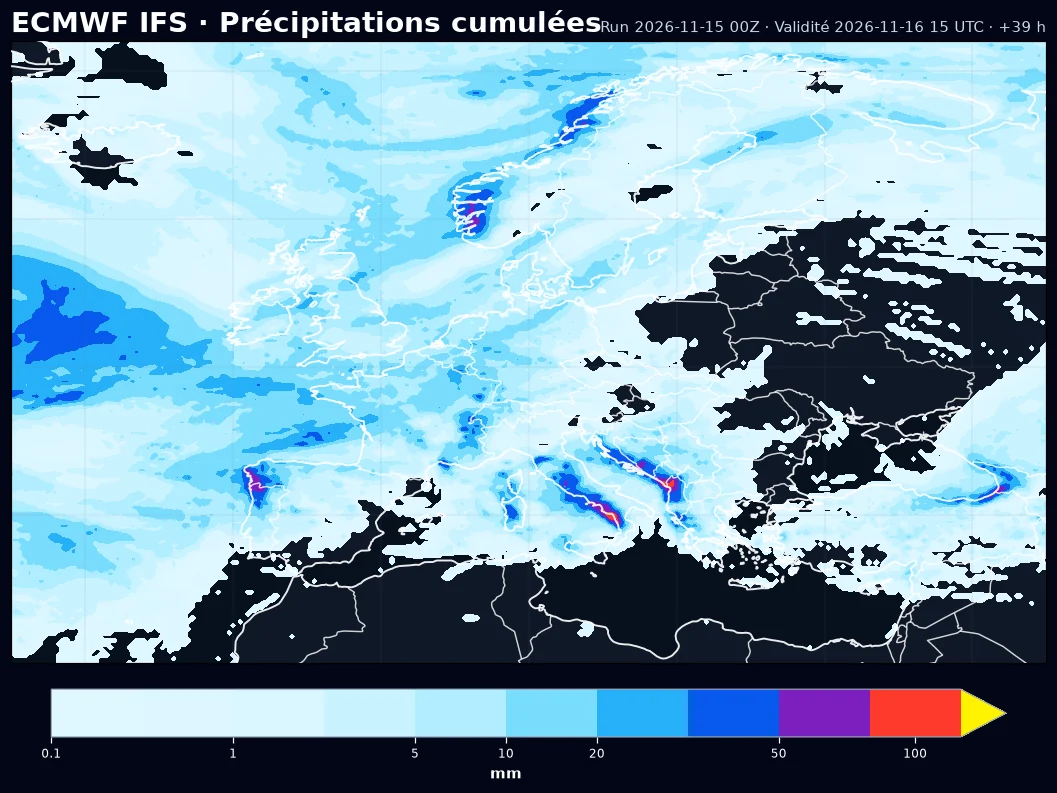 ECMWF IFS · Précipitations cumulées
Run 2026-11-15 00Z · Validité 2026-11-16 15 UTC · +39 h
0.1 1 5 10 20 50 100
mm